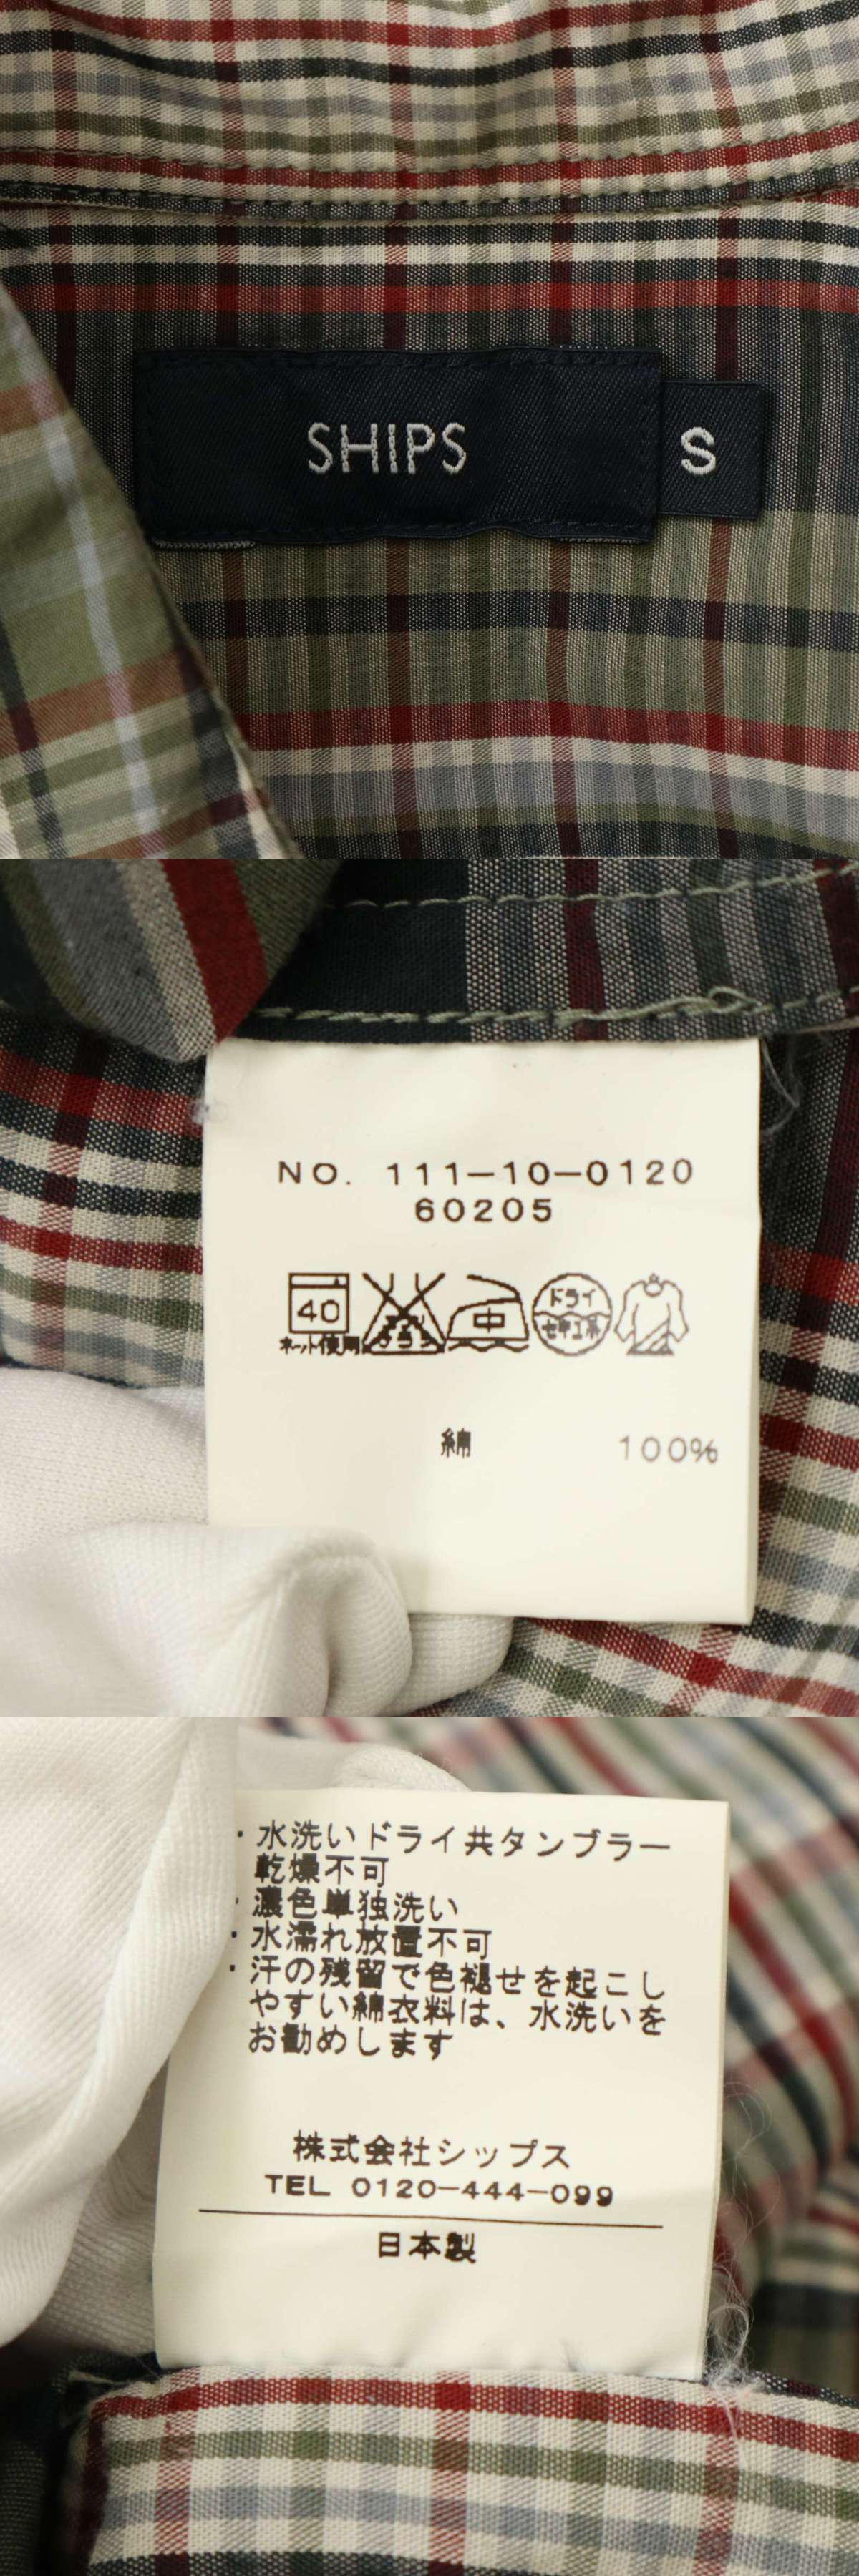 SHIPS
S
NO. 111-10-0120
60205
40
中
ドライ
セキユ系
ネット使用
綿 100%
・水洗いドライ共タンブラー
乾燥不可
・濃色単独洗い
・水濡れ放置不可
・汗の残留で色褪せを起こし
やすい綿衣料は、水洗いを
お勧めします
株式会社シップス
TEL 0120-444-099
日本製